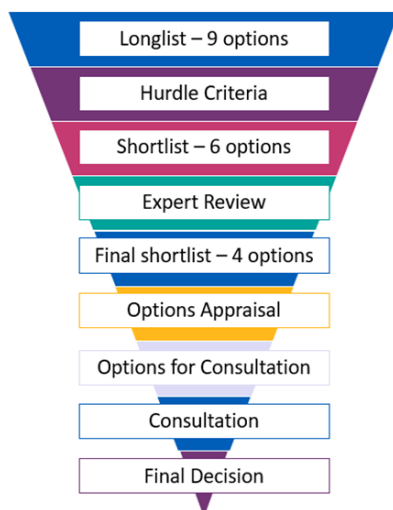 Longlist – 9 options
Hurdle Criteria
Shortlist – 6 options
Expert Review
Final shortlist – 4 options
Options Appraisal
Options for Consultation
Consultation
Final Decision